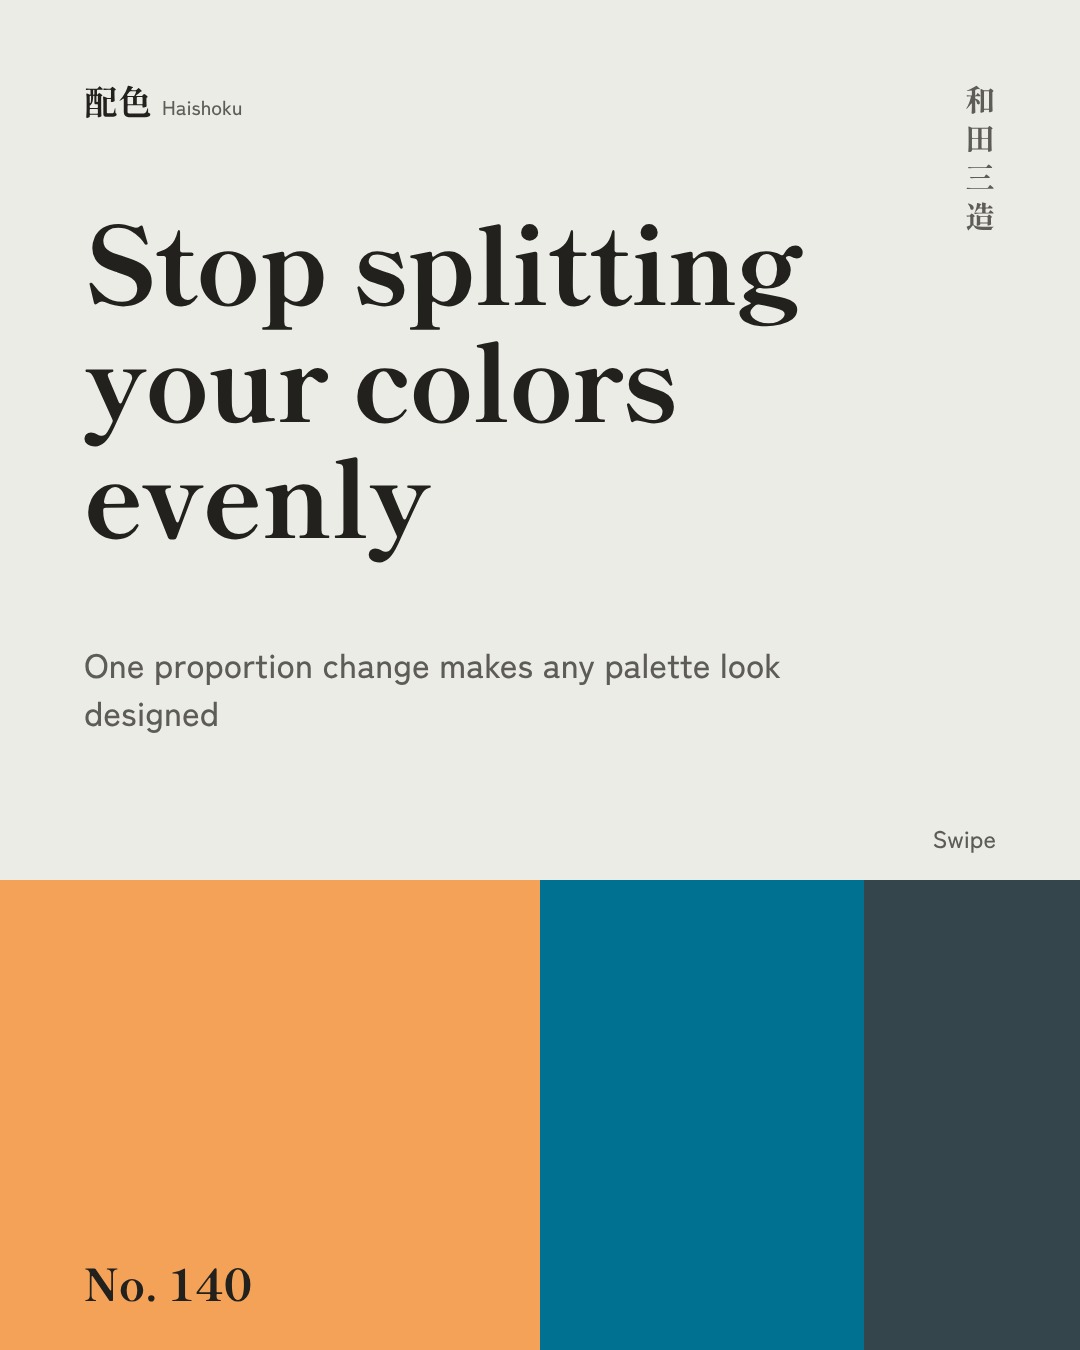 配色 Haishoku
和田三造
Stop splitting
your colors
evenly
One proportion change makes any palette look
designed
Swipe
No. 140